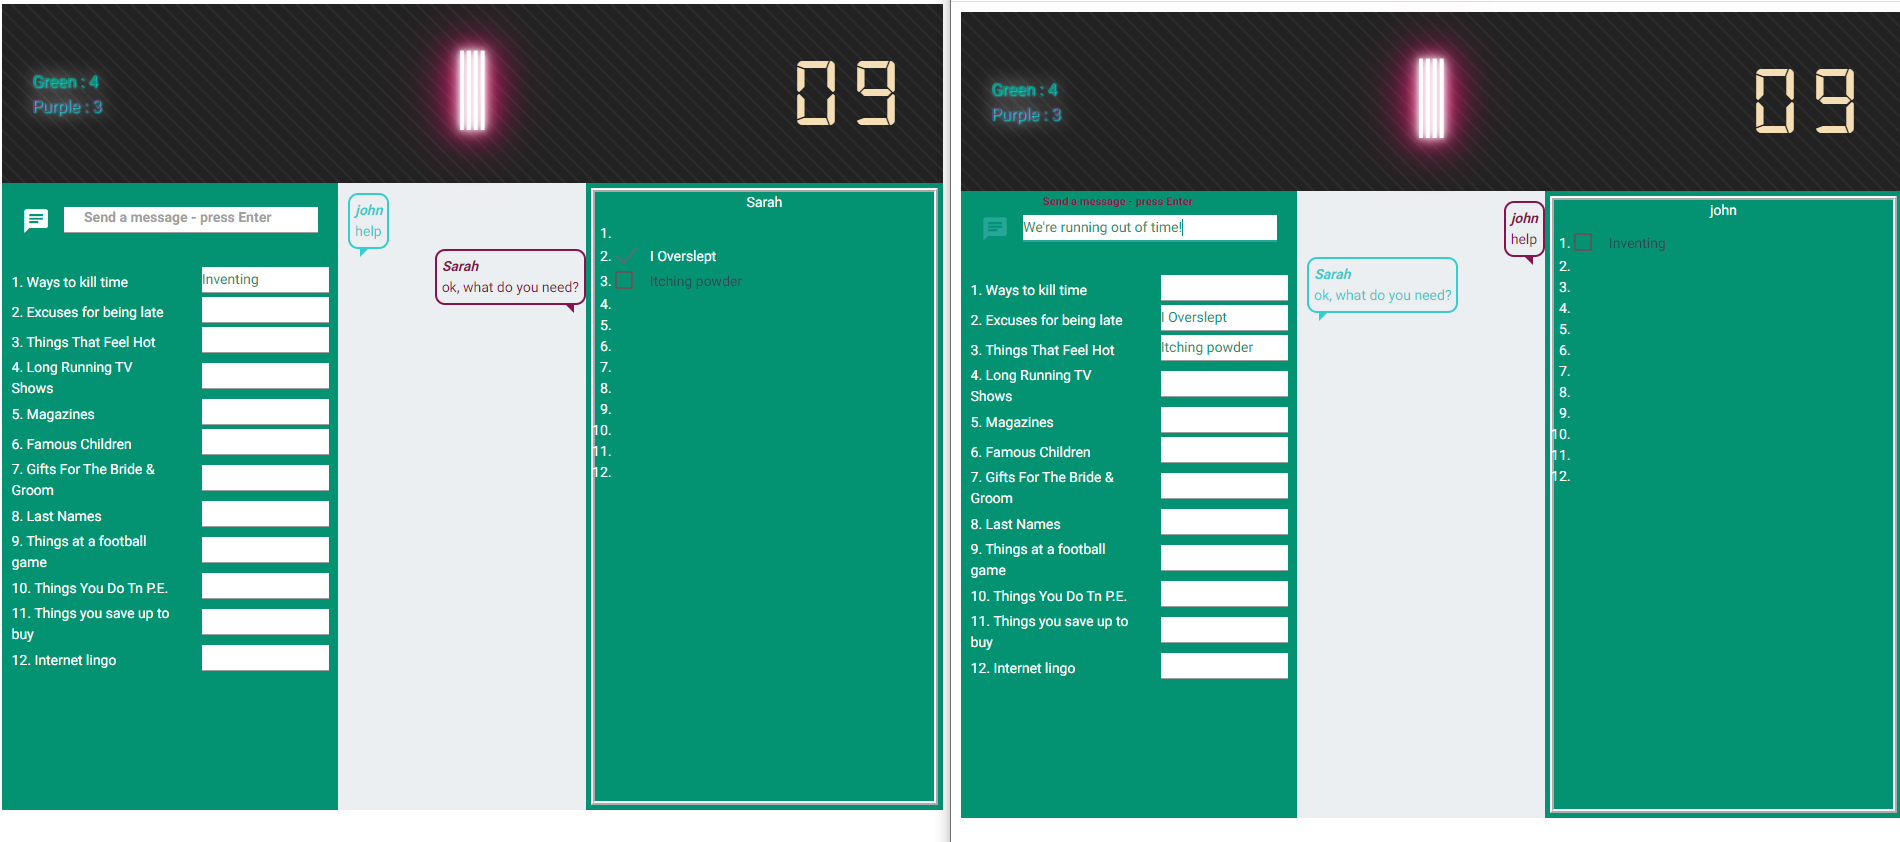 Green : 4
Purple : 3
I
09
Send a message - press Enter
1. Ways to kill time
Inventing
2. Excuses for being late
3. Things That Feel Hot
4. Long Running TV
Shows
5. Magazines
6. Famous Children
7. Gifts For The Bride &
Groom
8. Last Names
9. Things at a football
game
10. Things You Do Tn P.E.
11. Things you save up to
buy
12. Internet lingo
john
help
Sarah
ok, what do you need?
Sarah
1.
2. I Overslept
3. Itching powder
4.
5.
6.
7.
8.
9.
10.
11.
12.
Green : 4
Purple : 3
I
09
Send a message - press Enter
We're running out of time!
1. Ways to kill time
2. Excuses for being late
I Overslept
3. Things That Feel Hot
Itching powder
4. Long Running TV
Shows
5. Magazines
6. Famous Children
7. Gifts For The Bride &
Groom
8. Last Names
9. Things at a football
game
10. Things You Do Tn P.E.
11. Things you save up to
buy
12. Internet lingo
john
help
Sarah
ok, what do you need?
john
1. Inventing
2.
3.
4.
5.
6.
7.
8.
9.
10.
11.
12.